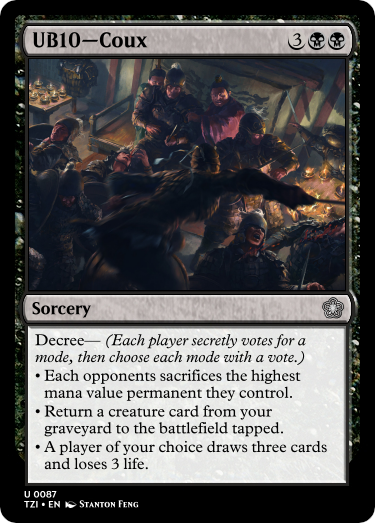 UB10—Coux 3
Sorcery
Decree— (Each player secretly votes for a
mode, then choose each mode with a vote.)
• Each opponents sacrifices the highest
mana value permanent they control.
• Return a creature card from your
graveyard to the battlefield tapped.
• A player of your choice draws three cards
and loses 3 life.
U 0087
TZI • EN Stanton Feng